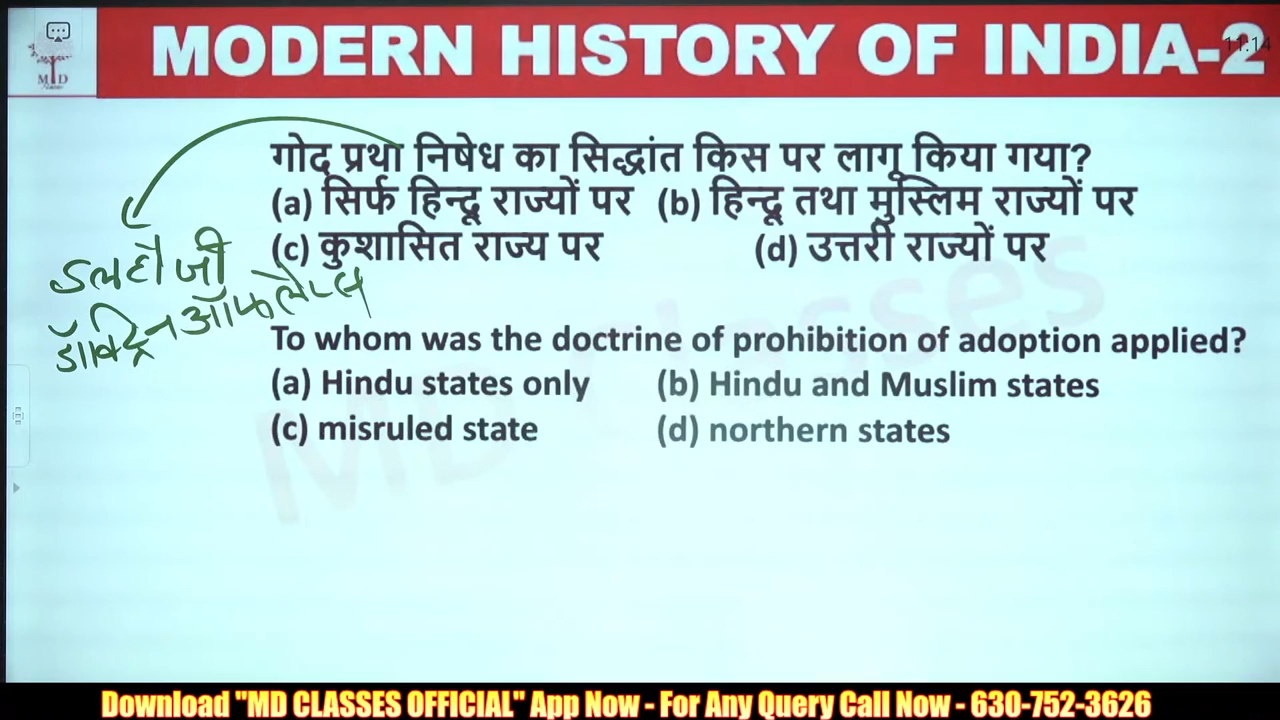 MODERN HISTORY OF INDIA-2
11:14
MD
गोद प्रथा निषेध का सिद्धांत किस पर लागू किया गया?
(a) सिर्फ हिन्दू राज्यों पर (b) हिन्दू तथा मुस्लिम राज्यों पर
(c) कुशासित राज्य पर (d) उत्तरी राज्यों पर
डलहौजी
डॉक्ट्रिन ऑफ लैप्स
To whom was the doctrine of prohibition of adoption applied?
(a) Hindu states only (b) Hindu and Muslim states
(c) misruled state (d) northern states
MD Classes
Download "MD CLASSES OFFICIAL" App Now - For Any Query Call Now - 630-752-3626